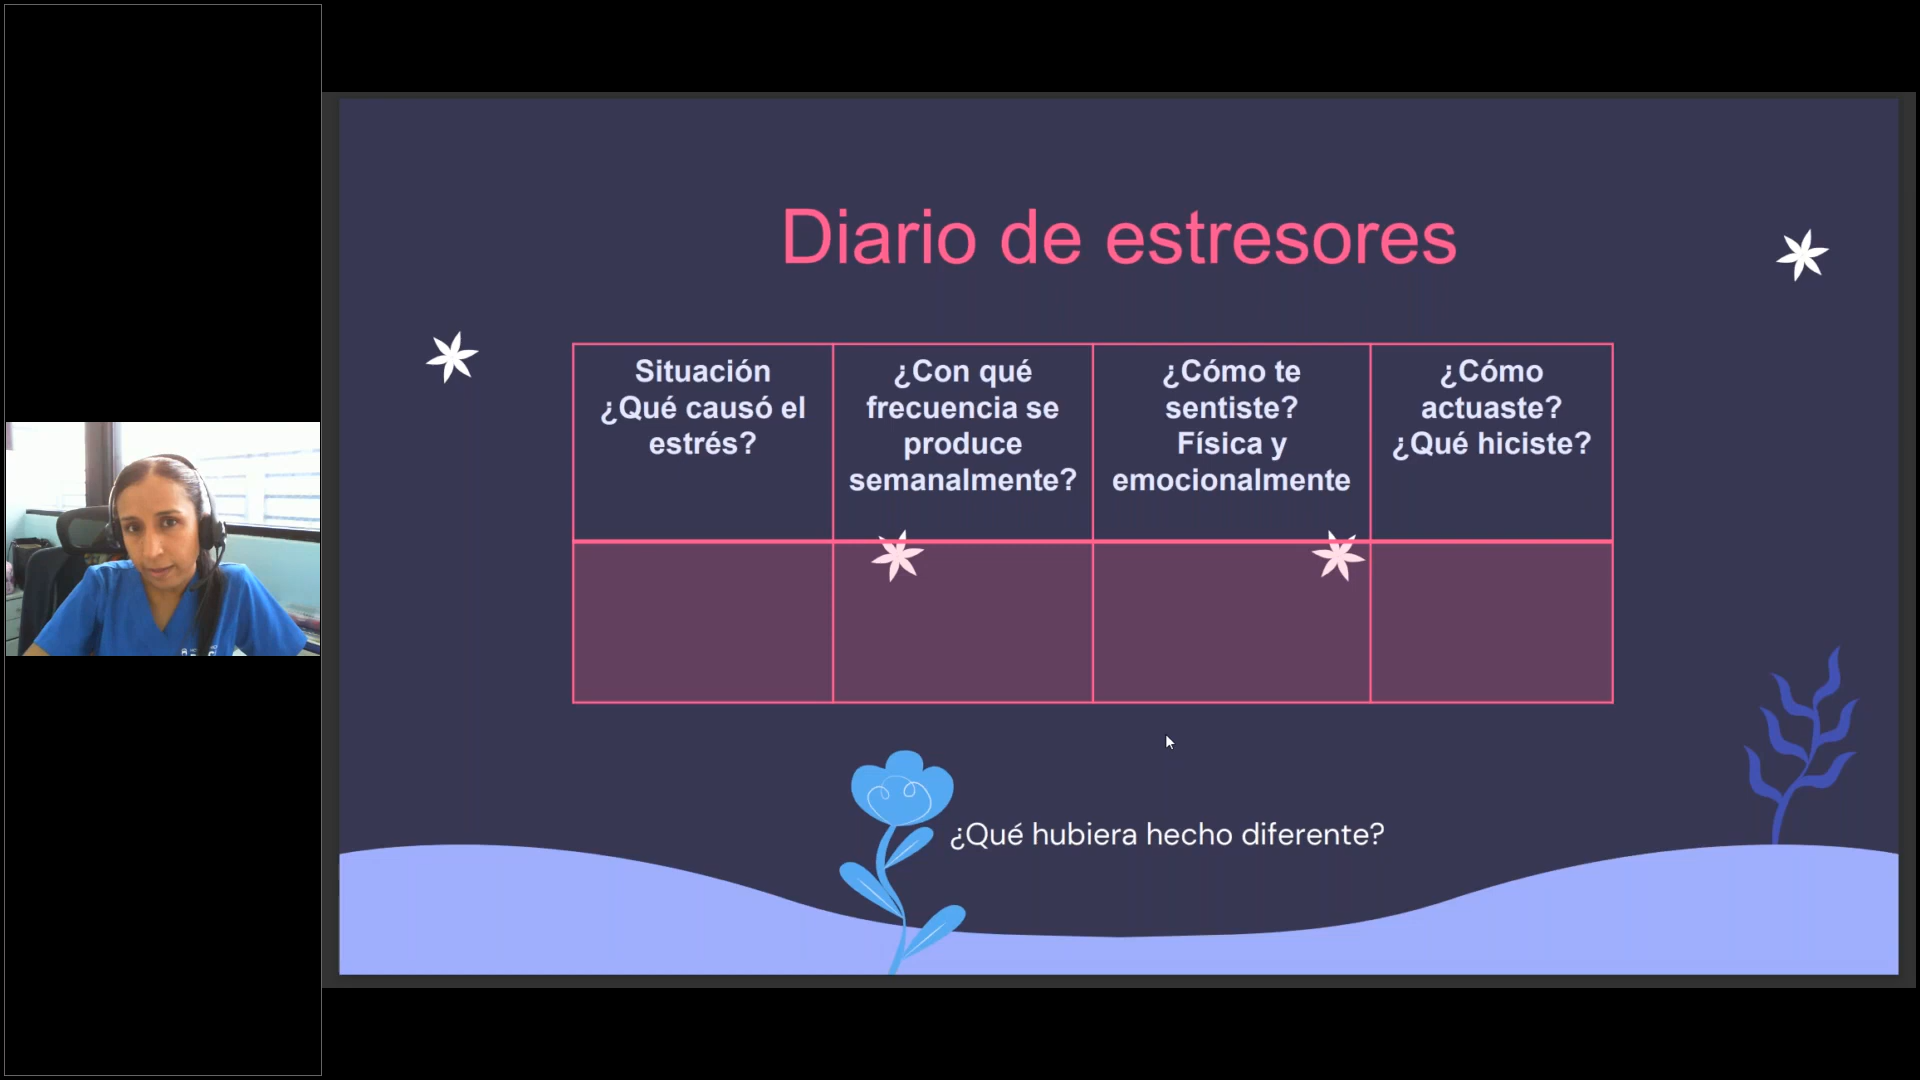 Diario de estresores
Situación
¿Qué causó el
estrés?
¿Con qué
frecuencia se
produce
semanalmente?
¿Cómo te
sentiste?
Física y
emocionalmente
¿Cómo
actuaste?
¿Qué hiciste?
¿Qué hubiera hecho diferente?